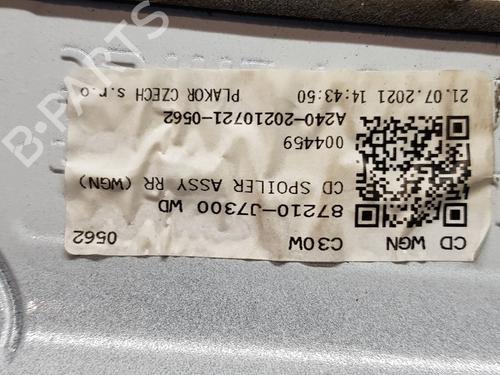 CD WGN
C30W
0562
87210-J7300 WD
CD SPOILER ASSY RR (WGN)
004459
A240-20210721-0562
21.07.2021 14:43:50
PLAKOR CZECH s.r.o
B-PARTS